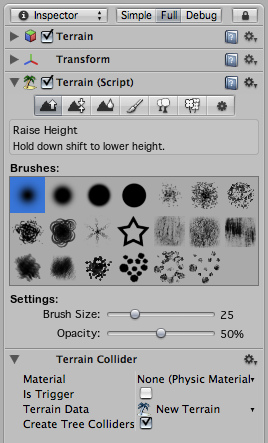 Inspector Simple Full Debug
Terrain
Transform
Terrain (Script)
Raise Height
Hold down shift to lower height.
Brushes:
Settings:
Brush Size: 25
Opacity: 50%
Terrain Collider
Material None (Physic Material
Is Trigger
Terrain Data New Terrain
Create Tree Colliders